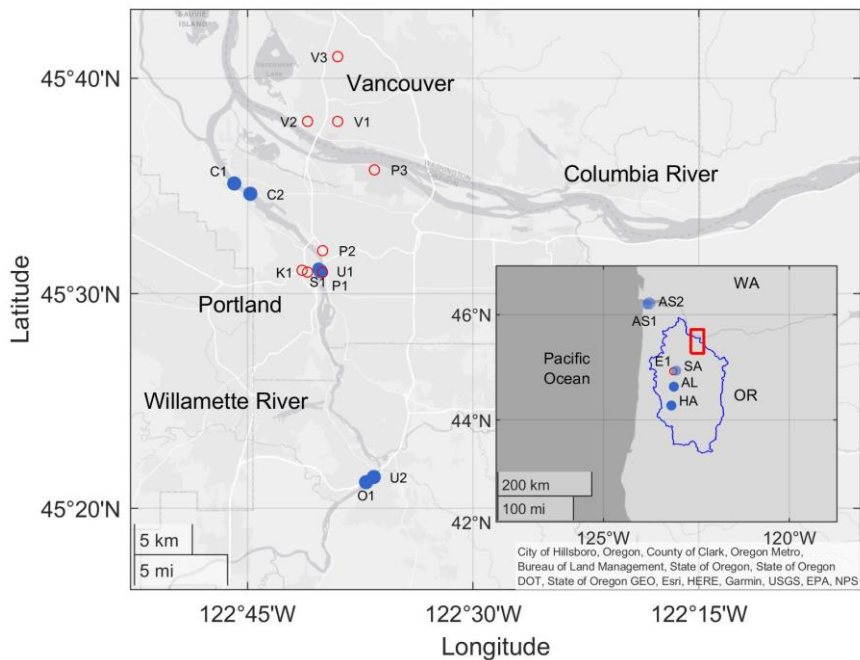 SAUVIE
ISLAND
Vancouver
Lake
V3
Vancouver
45°40'N
V2
V1
P3
C1
C2
Columbia River
P2
K1
U1
S1
P1
45°30'N
Portland
Latitude
Willamette River
U2
O1
45°20'N
5 km
5 mi
WA
46°N
AS2
AS1
Pacific
Ocean
E1
SA
AL
HA
OR
44°N
200 km
100 mi
42°N
125°W
120°W
City of Hillsboro, Oregon, County of Clark, Oregon Metro,
Bureau of Land Management, State of Oregon, State of Oregon
DOT, State of Oregon GEO, Esri, HERE, Garmin, USGS, EPA, NPS
122°45'W
122°30'W
122°15'W
Longitude